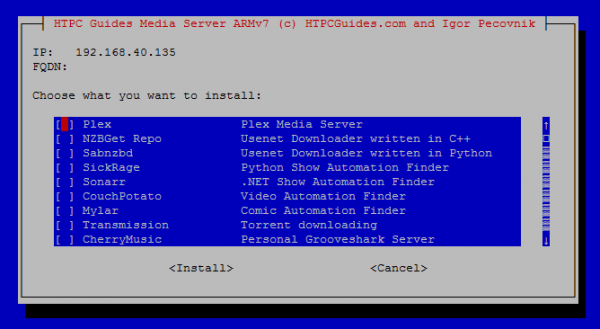 HTPC Guides Media Server ARMv7 (c) HTPCGuides.com and Igor Pecovnik
IP: 192.168.40.135
FQDN:
Choose what you want to install:
[ ] Plex Plex Media Server
[ ] NZBGet Repo Usenet Downloader written in C++
[ ] Sabnzbd Usenet Downloader written in Python
[ ] SickRage Python Show Automation Finder
[ ] Sonarr .NET Show Automation Finder
[ ] CouchPotato Video Automation Finder
[ ] Mylar Comic Automation Finder
[ ] Transmission Torrent downloading
[ ] CherryMusic Personal Grooveshark Server
<Install> <Cancel>